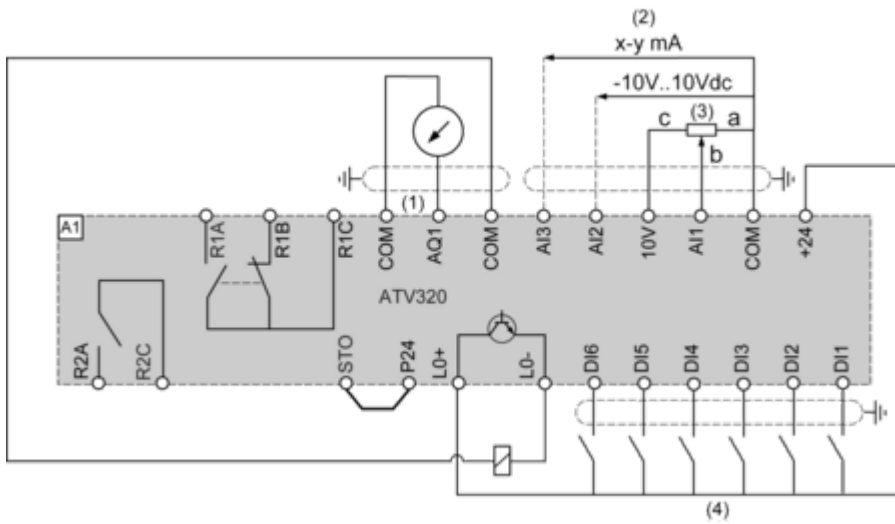 (2)
x-y mA
-10V..10Vdc
(3)
c
a
b
(1)
A1
R1A
R1B
R1C
COM
AQ1
COM
AI3
AI2
10V
AI1
COM
+24
ATV320
R2A
R2C
STO
P24
L0+
L0-
DI6
DI5
DI4
DI3
DI2
DI1
(4)